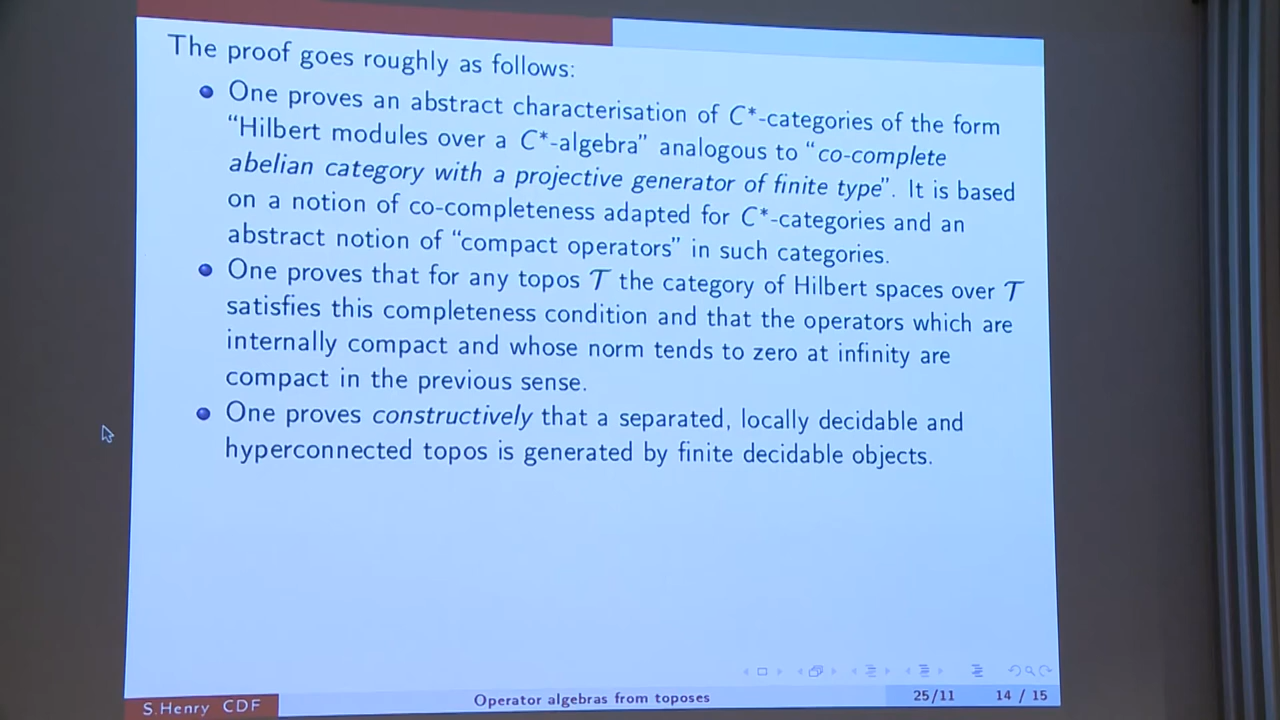 The proof goes roughly as follows:
One proves an abstract characterisation of C*-categories of the form
“Hilbert modules over a C*-algebra” analogous to “co-complete
abelian category with a projective generator of finite type”. It is based
on a notion of co-completeness adapted for C*-categories and an
abstract notion of “compact operators” in such categories.
One proves that for any topos 𝒯 the category of Hilbert spaces over 𝒯
satisfies this completeness condition and that the operators which are
internally compact and whose norm tends to zero at infinity are
compact in the previous sense.
One proves constructively that a separated, locally decidable and
hyperconnected topos is generated by finite decidable objects.
S.Henry CDF
Operator algebras from toposes
25/11
14 / 15